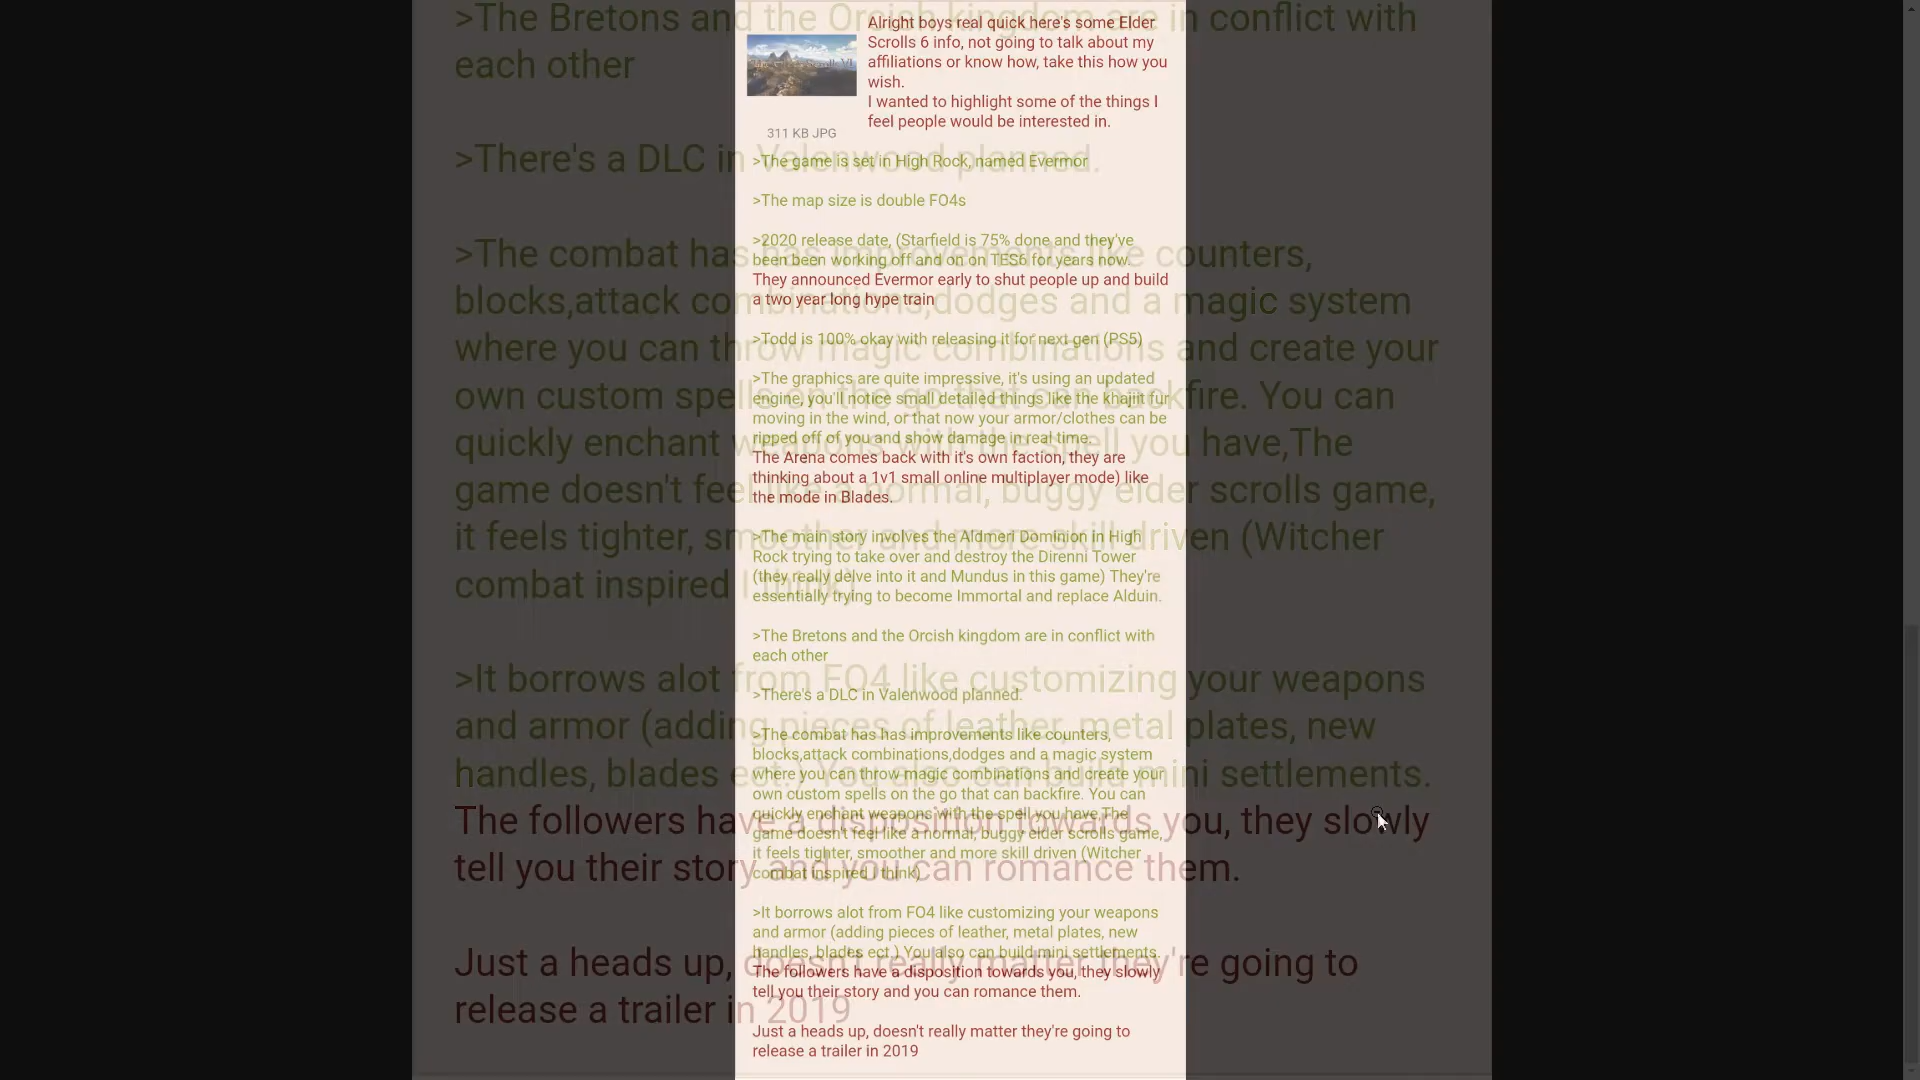 Alright boys real quick here's some Elder
Scrolls 6 info, not going to talk about my
affiliations or know how, take this how you
wish.
I wanted to highlight some of the things I
feel people would be interested in.
311 KB JPG
>The game is set in High Rock, named Evermor
>The map size is double FO4s
>2020 release date, (Starfield is 75% done and they've
been been working off and on on TES6 for years now.
They announced Evermor early to shut people up and build
a two year long hype train
>Todd is 100% okay with releasing it for next gen (PS5)
>The graphics are quite impressive, it's using an updated
engine, you'll notice small detailed things like the khajiit fur
moving in the wind, or that now your armor/clothes can be
ripped off of you and show damage in real time.
The Arena comes back with it's own faction, they are
thinking about a 1v1 small online multiplayer mode) like
the mode in Blades.
>The main story involves the Aldmeri Dominion in High
Rock trying to take over and destroy the Direnni Tower
(they really delve into it and Mundus in this game) They're
essentially trying to become Immortal and replace Alduin.
>The Bretons and the Orcish kingdom are in conflict with
each other
>There's a DLC in Valenwood planned.
>The combat has has improvements like counters,
blocks,attack combinations,dodges and a magic system
where you can throw magic combinations and create your
own custom spells on the go that can backfire. You can
quickly enchant weapons with the spell you have,The
game doesn't feel like a normal, buggy elder scrolls game,
it feels tighter, smoother and more skill driven (Witcher
combat inspired I think)
>It borrows alot from FO4 like customizing your weapons
and armor (adding pieces of leather, metal plates, new
handles, blades ect.) You also can build mini settlements.
The followers have a disposition towards you, they slowly
tell you their story and you can romance them.
Just a heads up, doesn't really matter they're going to
release a trailer in 2019
>The Bretons and the Orcish kingdom are in conflict with
each other
>There's a DLC in Valenwood planned.
>The combat has has improvements like counters,
blocks,attack combinations,dodges and a magic system
where you can throw magic combinations and create your
own custom spells on the go that can backfire. You can
quickly enchant weapons with the spell you have,The
game doesn't feel like a normal, buggy elder scrolls game,
it feels tighter, smoother and more skill driven (Witcher
combat inspired I think)
>It borrows alot from FO4 like customizing your weapons
and armor (adding pieces of leather, metal plates, new
handles, blades ect.) You also can build mini settlements.
The followers have a disposition towards you, they slowly
tell you their story and you can romance them.
Just a heads up, doesn't really matter they're going to
release a trailer in 2019